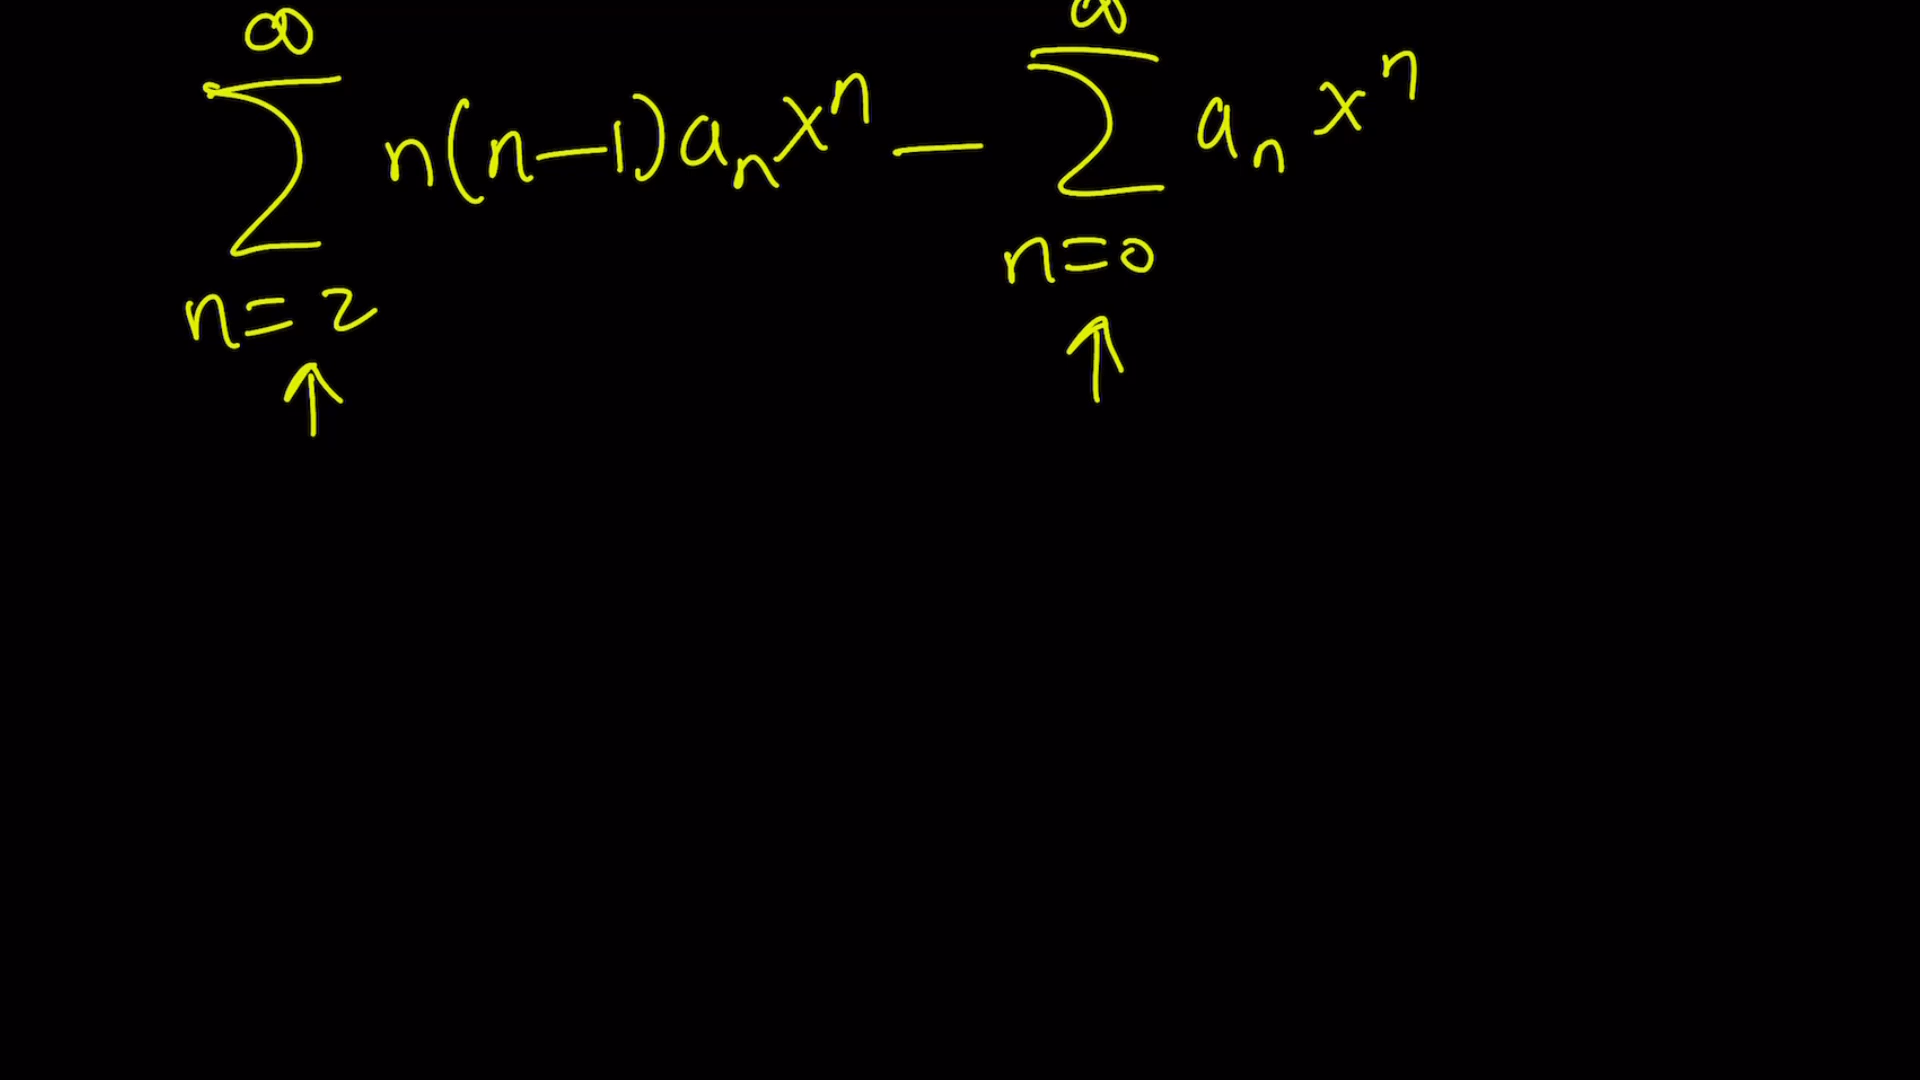 ∞ ∞
∑ n(n-1)aₙxⁿ - ∑ aₙxⁿ
n=2 n=0
↑ ↑